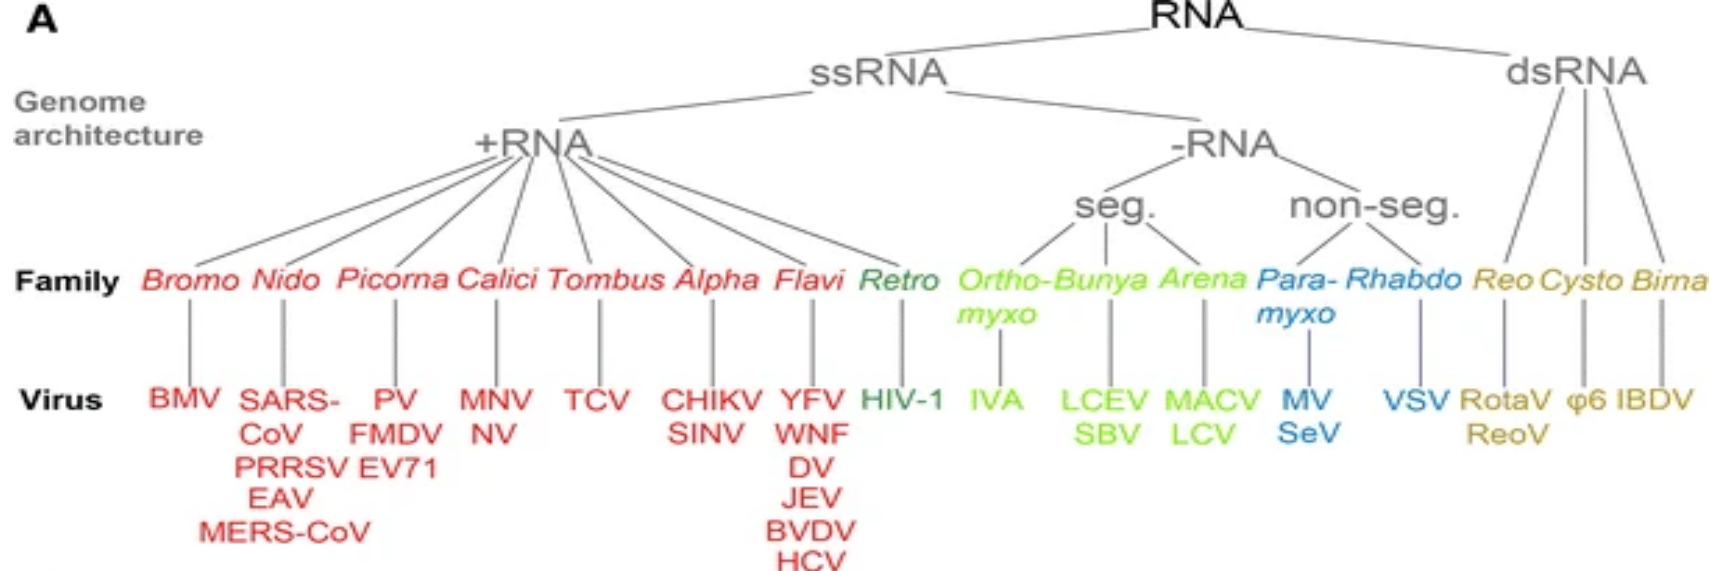 A
RNA
ssRNA
dsRNA
Genome
architecture
+RNA
-RNA
seg.
non-seg.
Family Bromo Nido Picorna Calici Tombus Alpha Flavi Retro Ortho- Bunya Arena Para- Rhabdo Reo Cysto Birna
myxo myxo
Virus BMV SARS- PV MNV TCV CHIKV YFV HIV-1 IVA LCEV MACV MV VSV RotaV φ6 IBDV
CoV FMDV NV SINV WNF SBV LCV SeV ReoV
PRRSV EV71 DV
EAV JEV
MERS-CoV BVDV
HCV